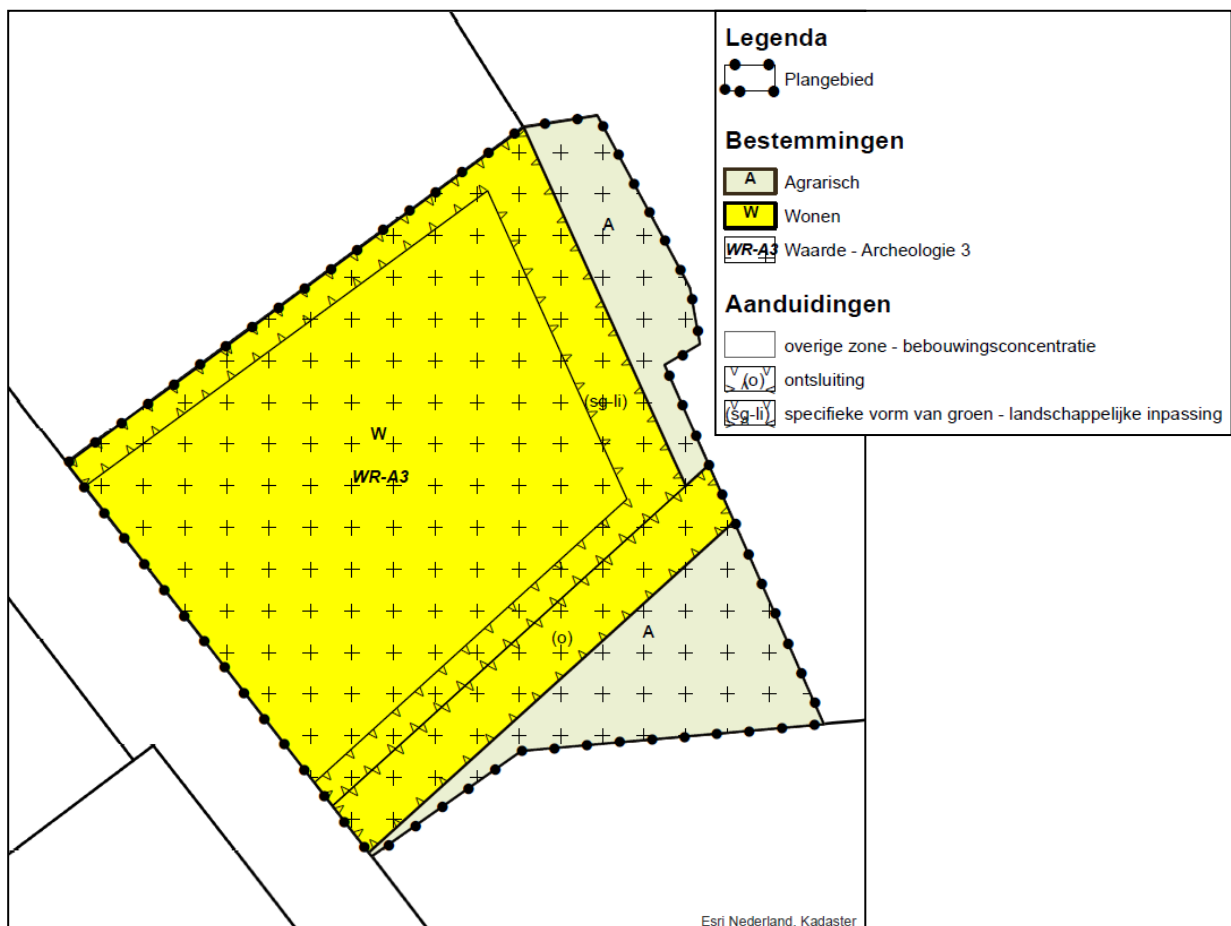 Legenda
Plangebied
Bestemmingen
A Agrarisch
W Wonen
WR-A3 Waarde - Archeologie 3
Aanduidingen
overige zone - bebouwingsconcentratie
(o) ontsluiting
(sg-li) specifieke vorm van groen - landschappelijke inpassing
A
(sg-li)
W
WR-A3
(o)
A
Esri Nederland, Kadaster